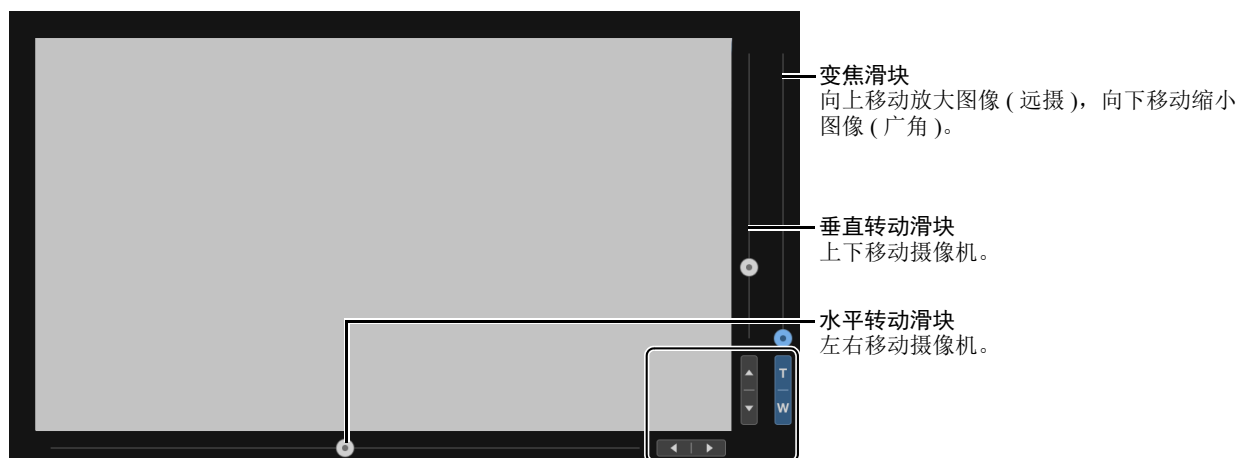 变焦滑块
向上移动放大图像 ( 远摄 )，向下移动缩小
图像 ( 广角 )。
垂直转动滑块
上下移动摄像机。
水平转动滑块
左右移动摄像机。
T
W